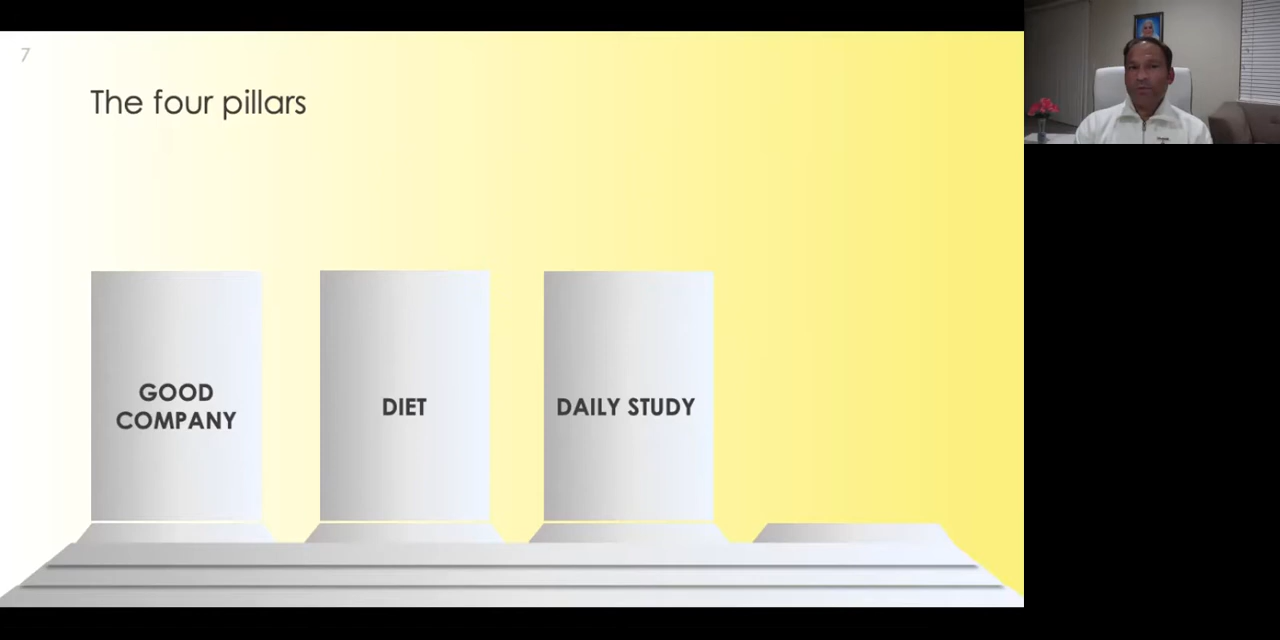 7
The four pillars
GOOD
COMPANY
DIET
DAILY STUDY